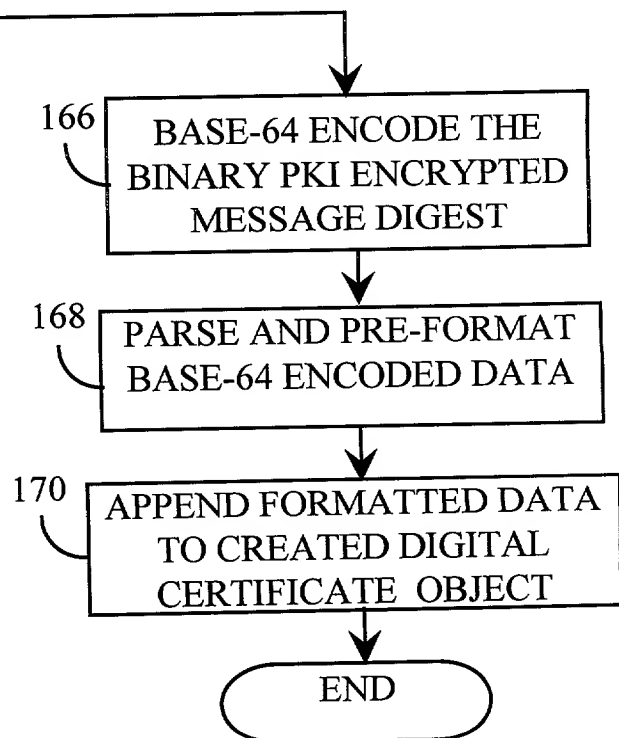 166
BASE-64 ENCODE THE
BINARY PKI ENCRYPTED
MESSAGE DIGEST
168
PARSE AND PRE-FORMAT
BASE-64 ENCODED DATA
170
APPEND FORMATTED DATA
TO CREATED DIGITAL
CERTIFICATE OBJECT
END